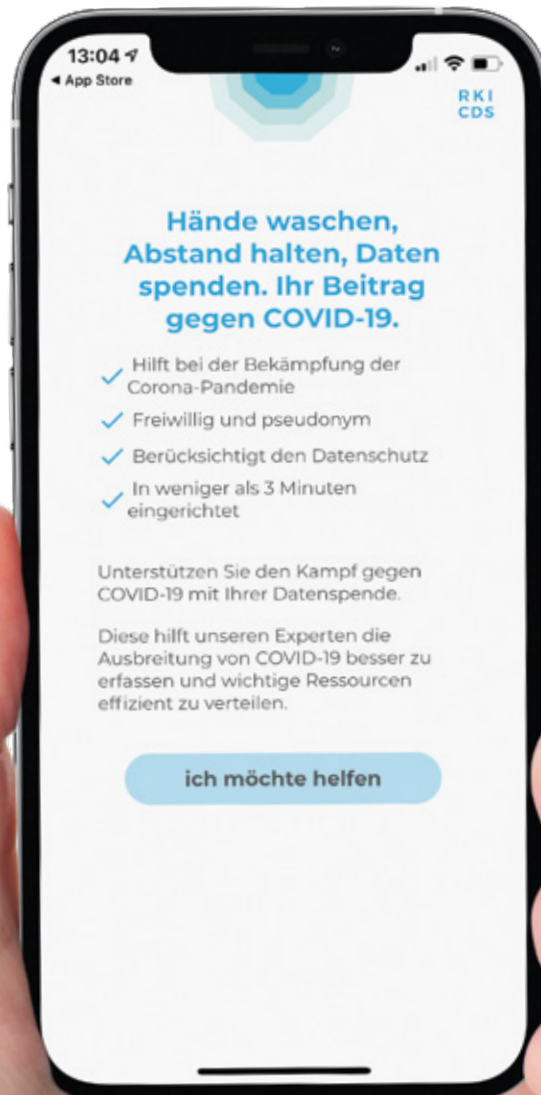 13:04
◀ App Store
RKI
CDS
Hände waschen,
Abstand halten, Daten
spenden. Ihr Beitrag
gegen COVID-19.
Hilft bei der Bekämpfung der
Corona-Pandemie
Freiwillig und pseudonym
Berücksichtigt den Datenschutz
In weniger als 3 Minuten
eingerichtet
Unterstützen Sie den Kampf gegen
COVID-19 mit Ihrer Datenspende.
Diese hilft unseren Experten die
Ausbreitung von COVID-19 besser zu
erfassen und wichtige Ressourcen
effizient zu verteilen.
ich möchte helfen